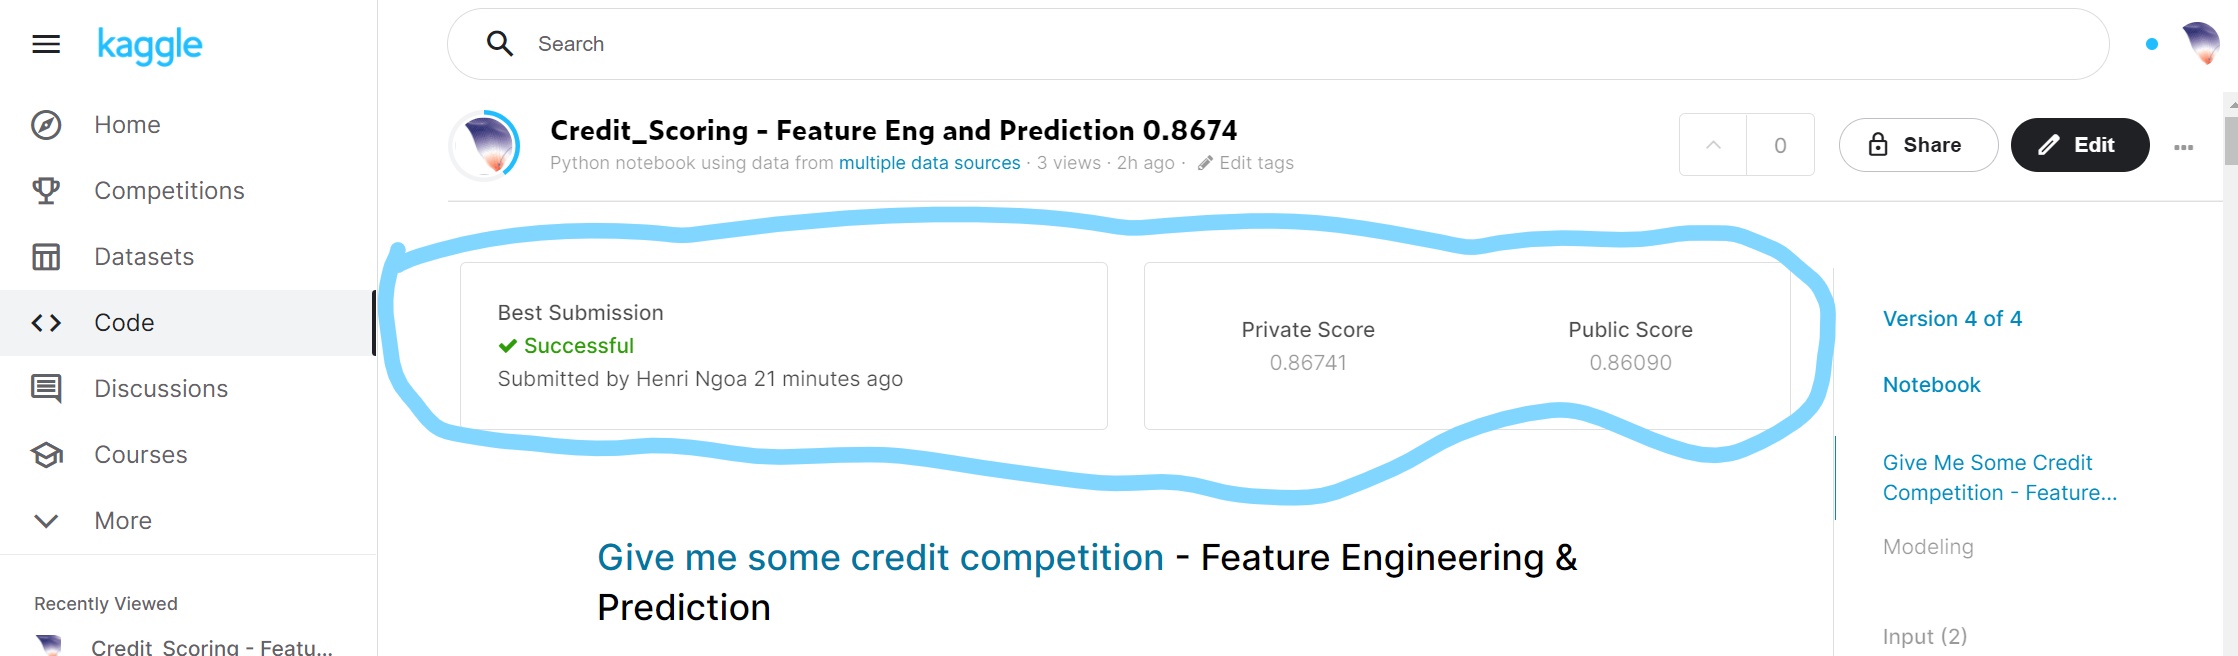 kaggle
Search
Home
Competitions
Datasets
Code
Discussions
Courses
More
Recently Viewed
Credit_Scoring - Featu...
Credit_Scoring - Feature Eng and Prediction 0.8674
Python notebook using data from multiple data sources · 3 views · 2h ago · Edit tags
0
Share
Edit
...
Best Submission
Successful
Submitted by Henri Ngoa 21 minutes ago
Private Score
0.86741
Public Score
0.86090
Give me some credit competition - Feature Engineering &
Prediction
Version 4 of 4
Notebook
Give Me Some Credit
Competition - Feature...
Modeling
Input (2)